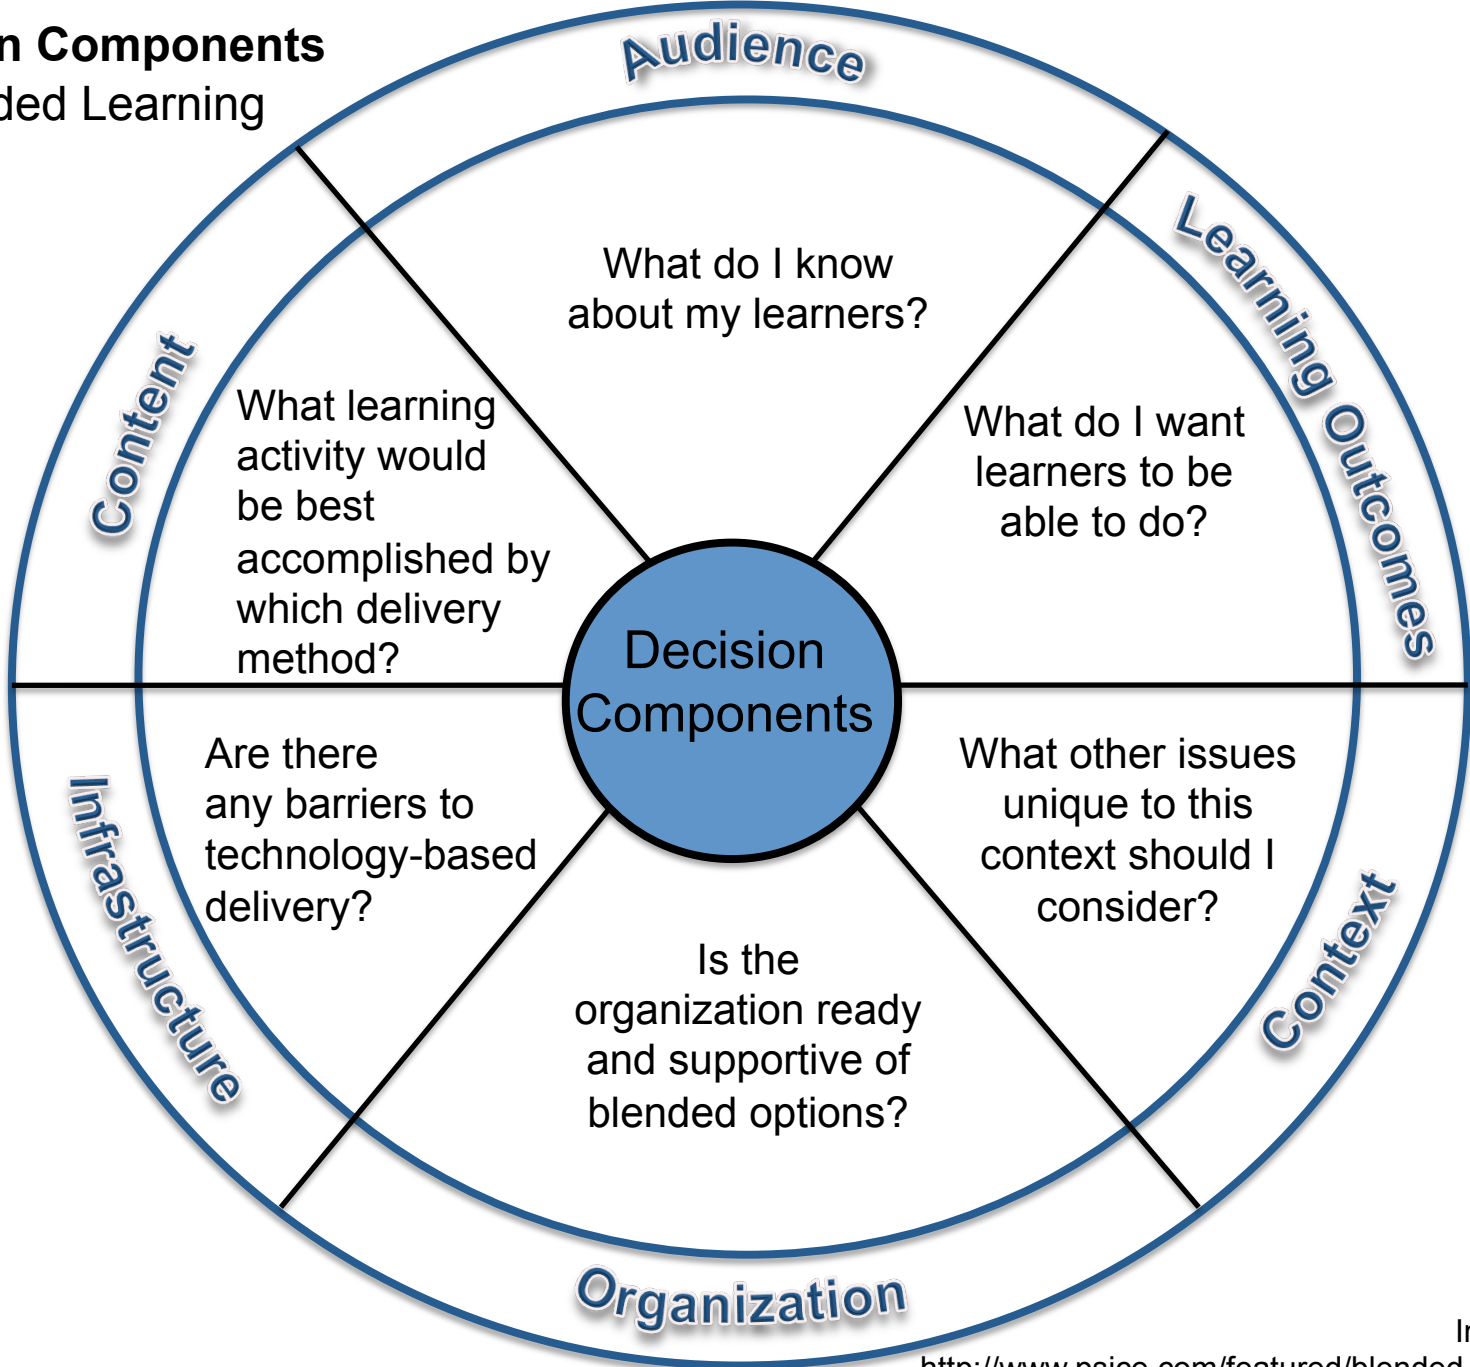 n Components
ded Learning
Audience
What do I know
about my learners?
Learning Outcomes
What do I want
learners to be
able to do?
Content
What learning
activity would
be best
accomplished by
which delivery
method?
Decision
Components
Infrastructure
Are there
any barriers to
technology-based
delivery?
What other issues
unique to this
context should I
consider?
Context
Is the
organization ready
and supportive of
blended options?
Organization